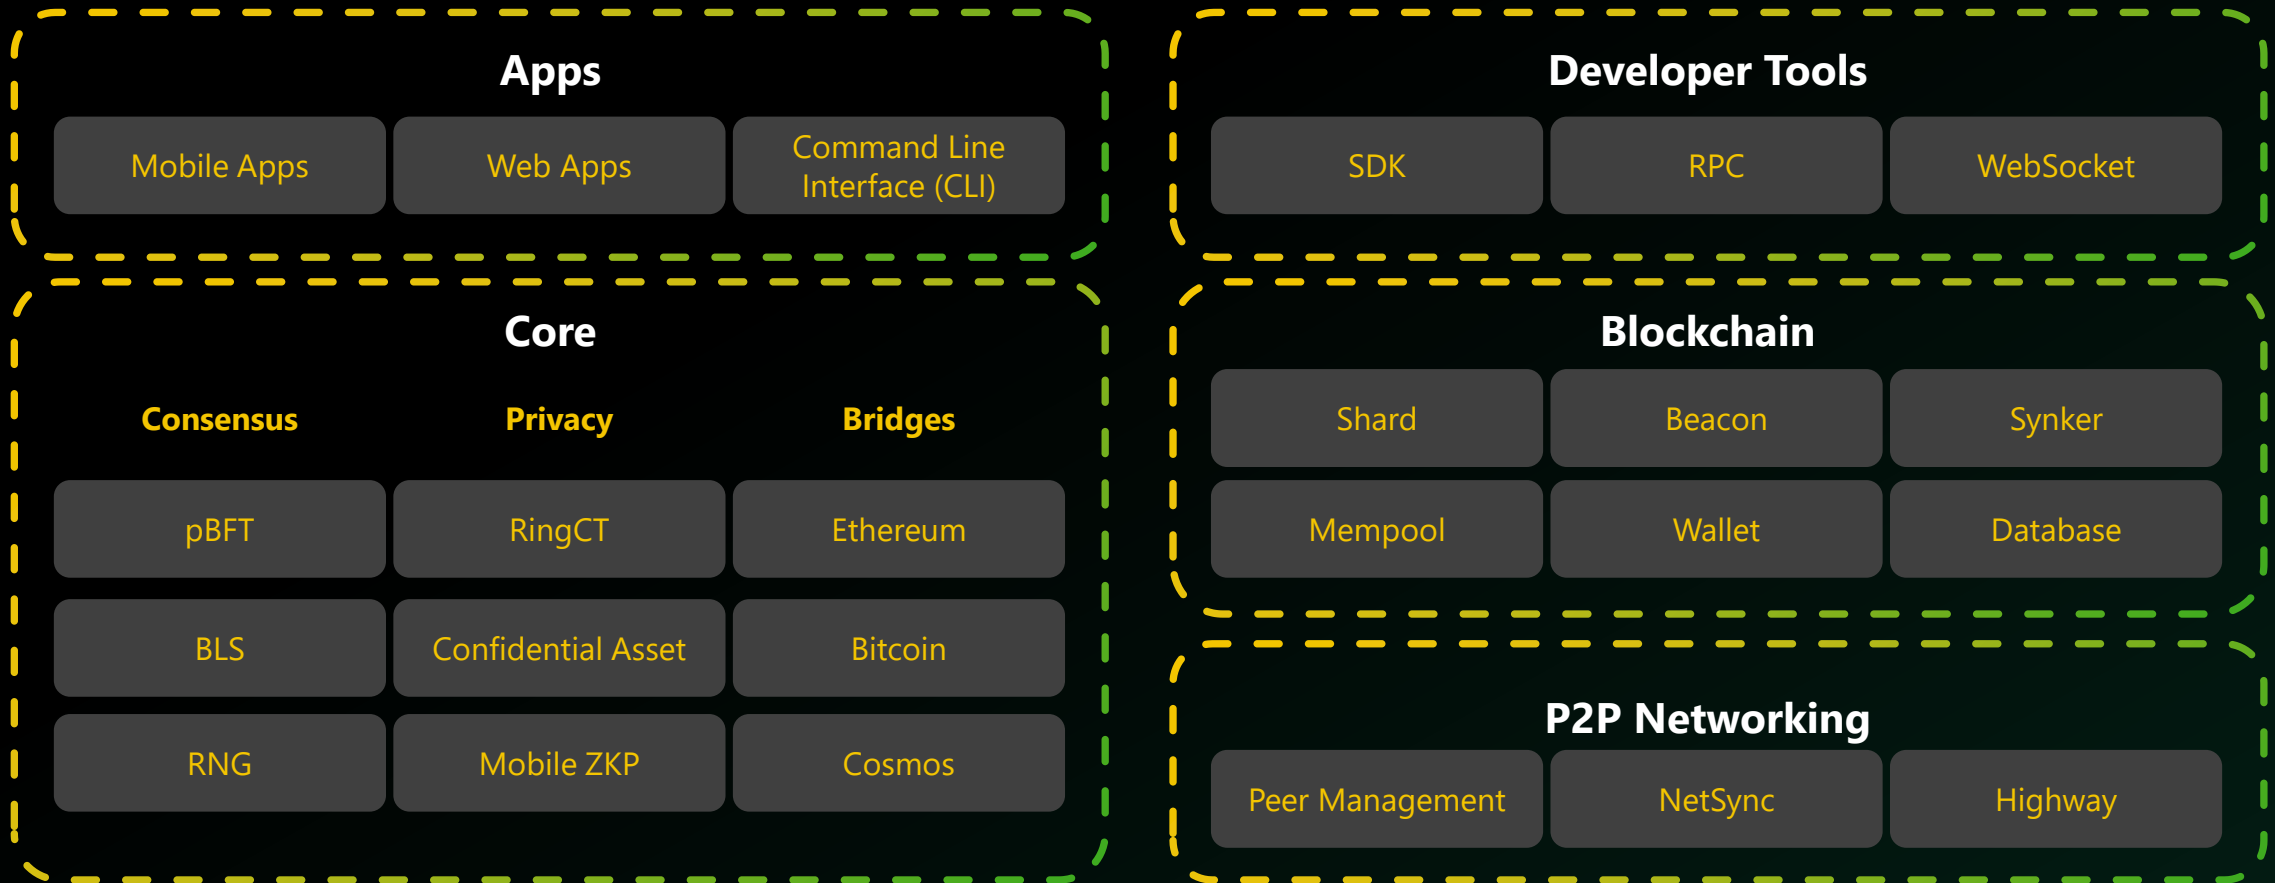 Apps
Mobile Apps
Web Apps
Command Line
Interface (CLI)
Developer Tools
SDK
RPC
WebSocket
Core
Consensus
Privacy
Bridges
pBFT
RingCT
Ethereum
BLS
Confidential Asset
Bitcoin
RNG
Mobile ZKP
Cosmos
Blockchain
Shard
Beacon
Synker
Mempool
Wallet
Database
P2P Networking
Peer Management
NetSync
Highway